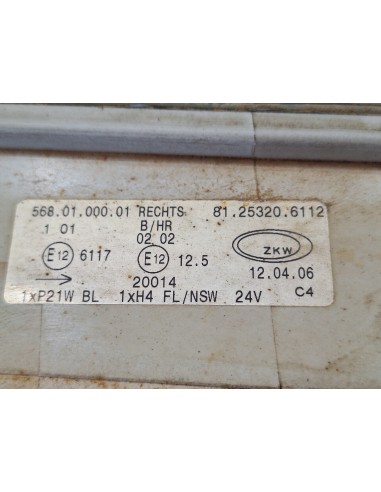 568.01.000.01 RECHTS 81.25320.6112
1 01 B/HR
02 02
E12 6117 E12 12.5 ZKW
20014 12.04.06
1xP21W BL 1xH4 FL/NSW 24V C4